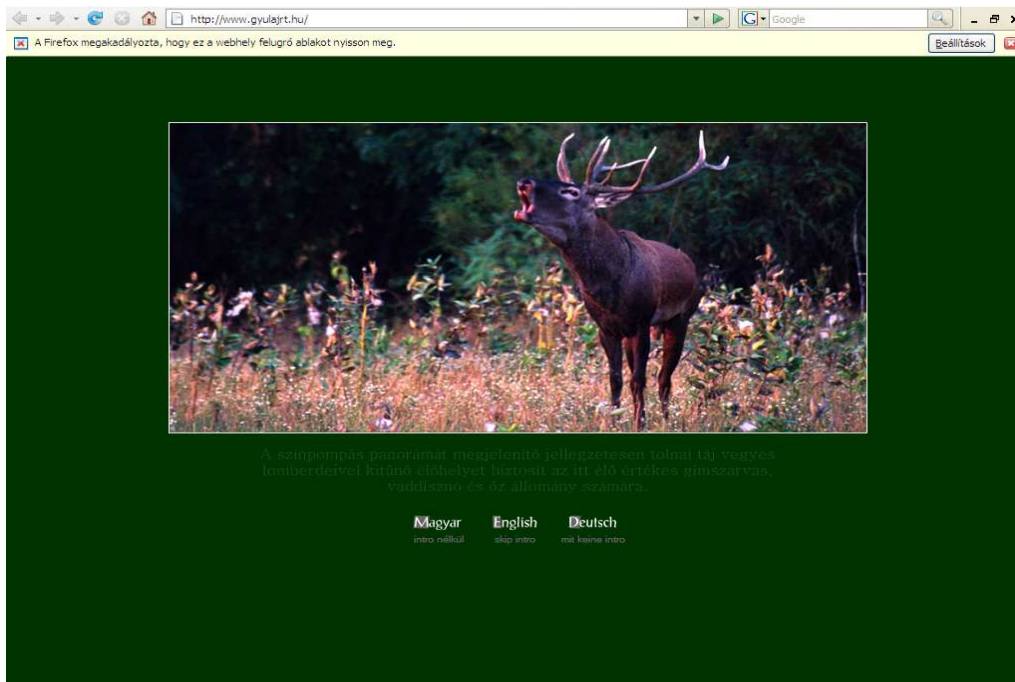 http://www.gyulajrt.hu/
Google
A Firefox megakadályozta, hogy ez a webhely felugró ablakot nyisson meg.
Beállítások
A színpompás panorámát megjelenítő jellegzetesen tolnai táj vegyes
lomberdeivel kitűnő élőhelyet biztosít az itt élő értékes gímszarvas,
vaddisznó és őz állomány számára.
Magyar English Deutsch
intro nélkül skip intro mit keine intro